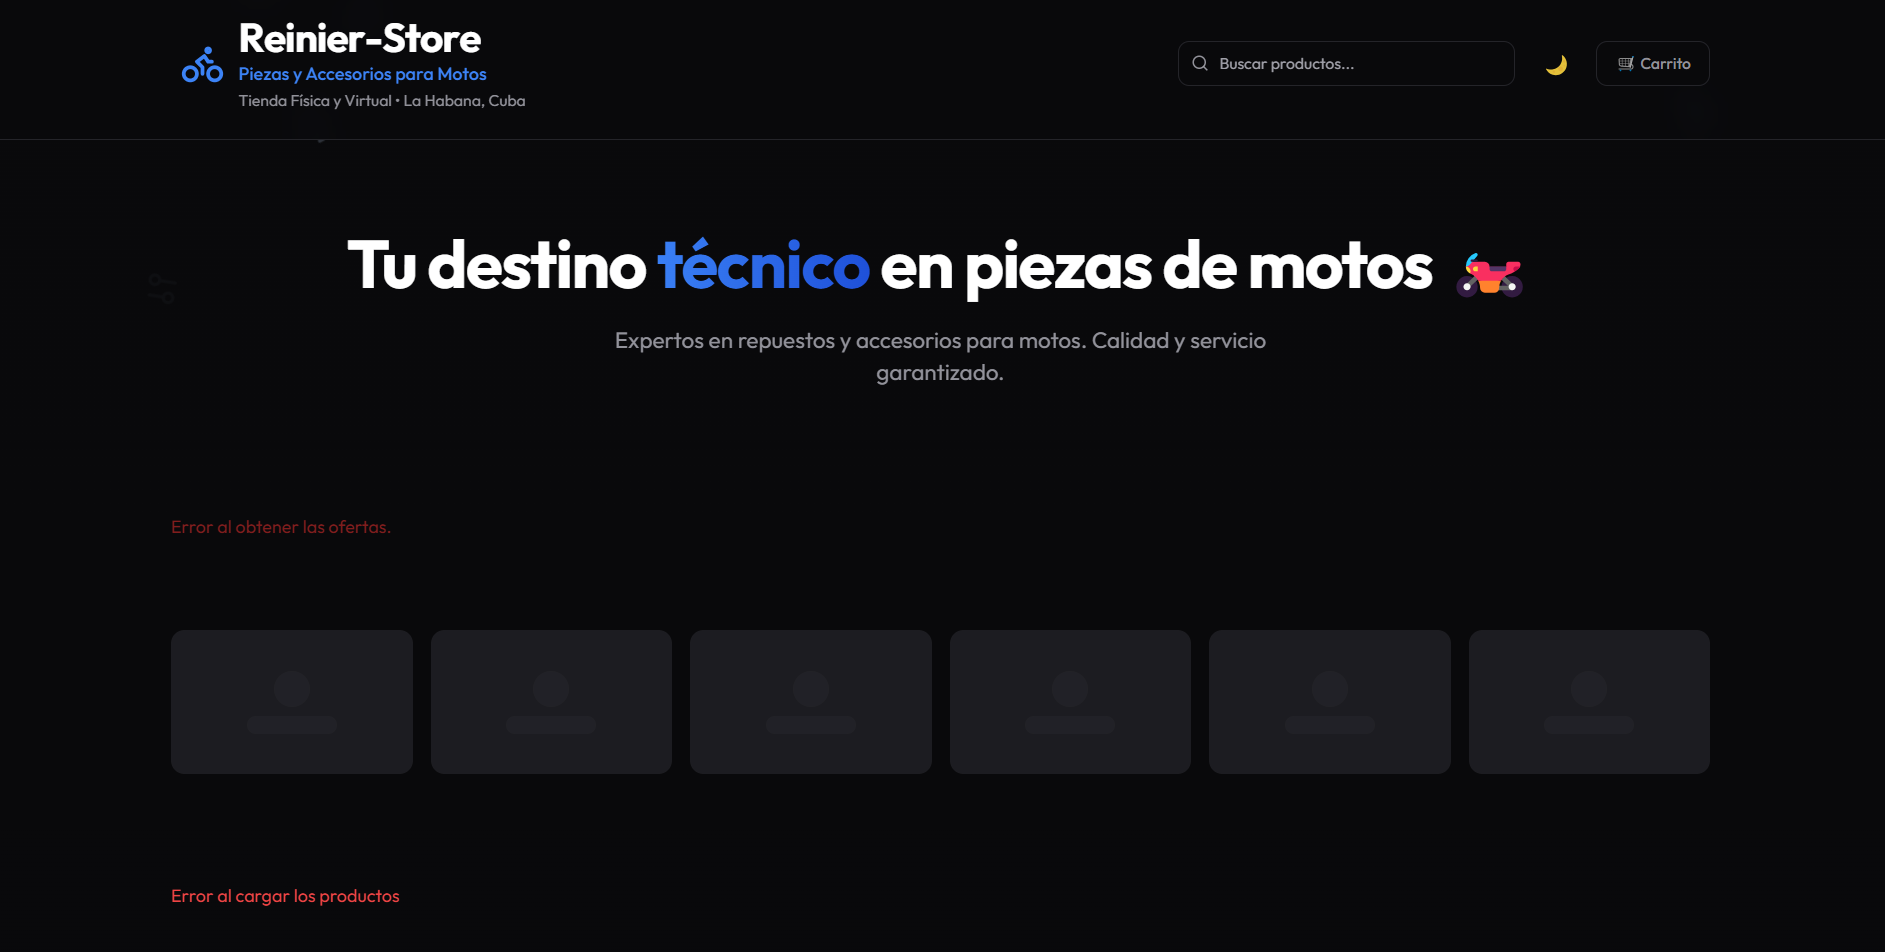 Reinier-Store
Piezas y Accesorios para Motos
Tienda Física y Virtual • La Habana, Cuba
Buscar productos...
Carrito
Tu destino técnico en piezas de motos
Expertos en repuestos y accesorios para motos. Calidad y servicio
garantizado.
Error al obtener las ofertas.
Error al cargar los productos